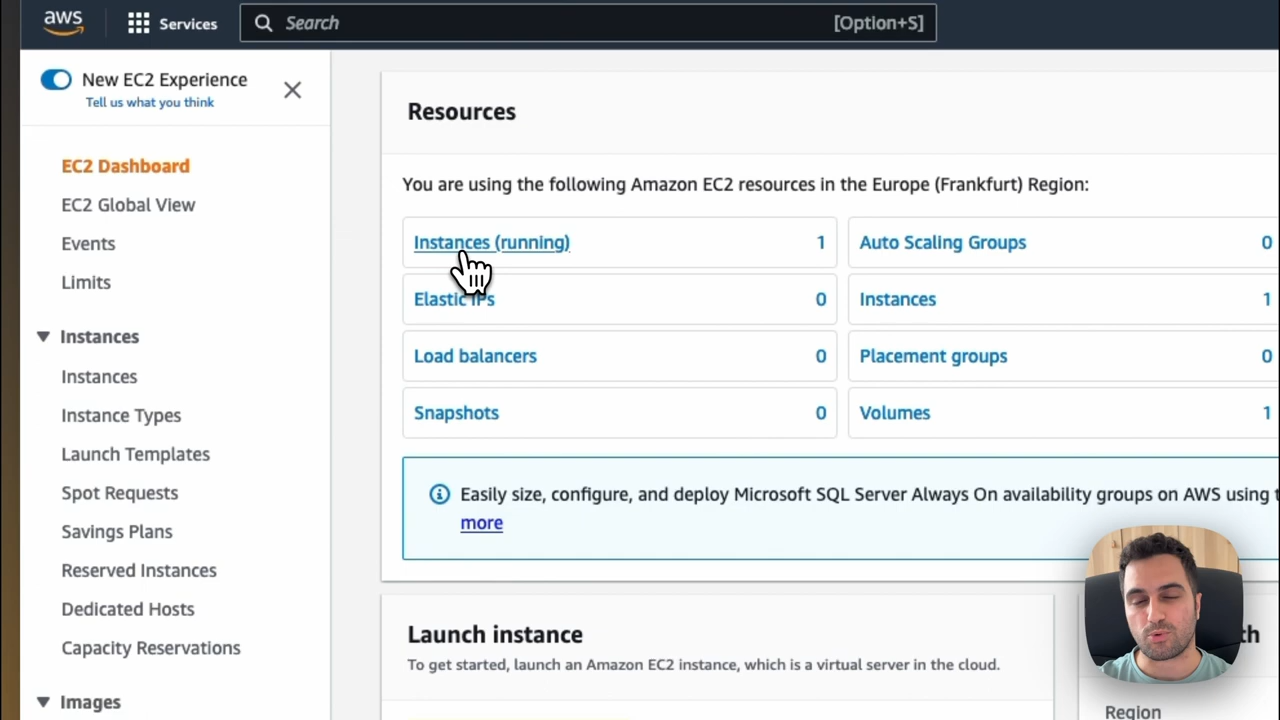 aws
Services
Search
[Option+S]
New EC2 Experience
Tell us what you think
EC2 Dashboard
EC2 Global View
Events
Limits
Instances
Instances
Instance Types
Launch Templates
Spot Requests
Savings Plans
Reserved Instances
Dedicated Hosts
Capacity Reservations
Images
Resources
You are using the following Amazon EC2 resources in the Europe (Frankfurt) Region:
Instances (running) 1
Auto Scaling Groups 0
Elastic IPs 0
Instances 1
Load balancers 0
Placement groups 0
Snapshots 0
Volumes 1
Easily size, configure, and deploy Microsoft SQL Server Always On availability groups on AWS using
more
Launch instance
To get started, launch an Amazon EC2 instance, which is a virtual server in the cloud.
Region